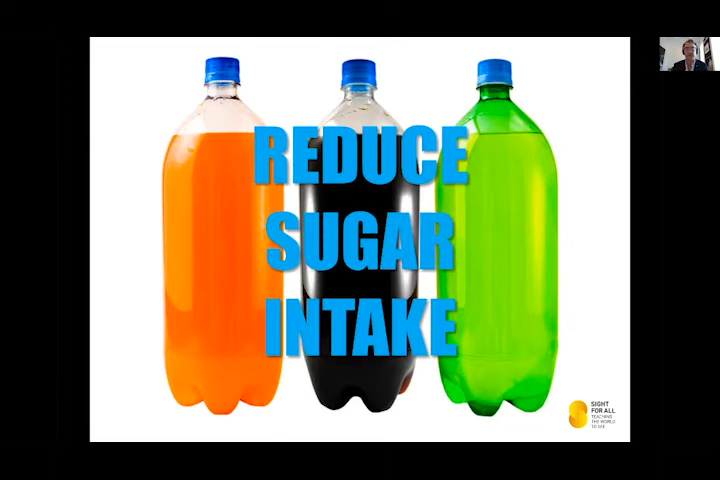 REDUCE
SUGAR
INTAKE
SIGHT
FOR ALL
TEACHING
THE WORLD
TO SEE